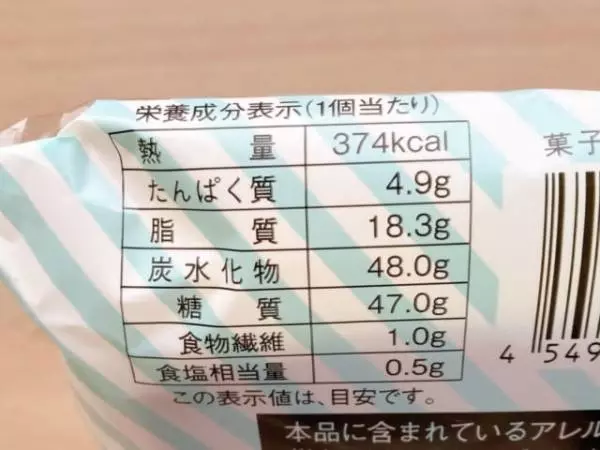 栄養成分表示(1個当たり)
熱量 374kcal
たんぱく質 4.9g
脂質 18.3g
炭水化物 48.0g
糖質 47.0g
食物繊維 1.0g
食塩相当量 0.5g
この表示値は、目安です。
菓子
4 549
本品に含まれているアレル